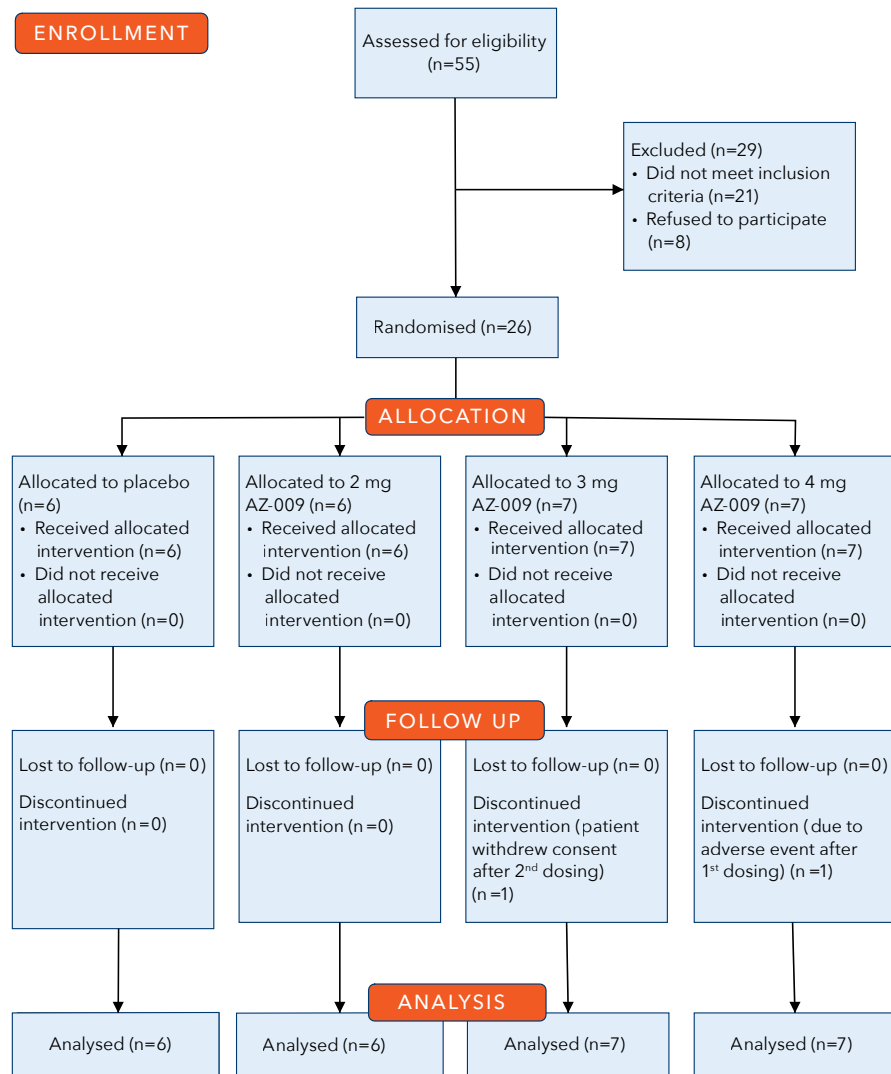 ENROLLMENT
Assessed for eligibility
(n=55)
Excluded (n=29)
• Did not meet inclusion
criteria (n=21)
• Refused to participate
(n=8)
Randomised (n=26)
ALLOCATION
Allocated to placebo
(n=6)
• Received allocated
intervention (n=6)
• Did not receive
allocated
intervention (n=0)
Allocated to 2 mg
AZ-009 (n=6)
• Received allocated
intervention (n=6)
• Did not receive
allocated
intervention (n=0)
Allocated to 3 mg
AZ-009 (n=7)
• Received allocated
intervention (n=7)
• Did not receive
allocated
intervention (n=0)
Allocated to 4 mg
AZ-009 (n=7)
• Received allocated
intervention (n=7)
• Did not receive
allocated
intervention (n=0)
FOLLOW UP
Lost to follow-up (n=0)
Discontinued
intervention (n=0)
Lost to follow-up (n=0)
Discontinued
intervention (n=0)
Lost to follow-up (n=0)
Discontinued
intervention (patient
withdrew consent
after 2nd dosing)
(n=1)
Lost to follow-up (n=0)
Discontinued
intervention (due to
adverse event after
1st dosing) (n=1)
ANALYSIS
Analysed (n=6)
Analysed (n=6)
Analysed (n=7)
Analysed (n=7)